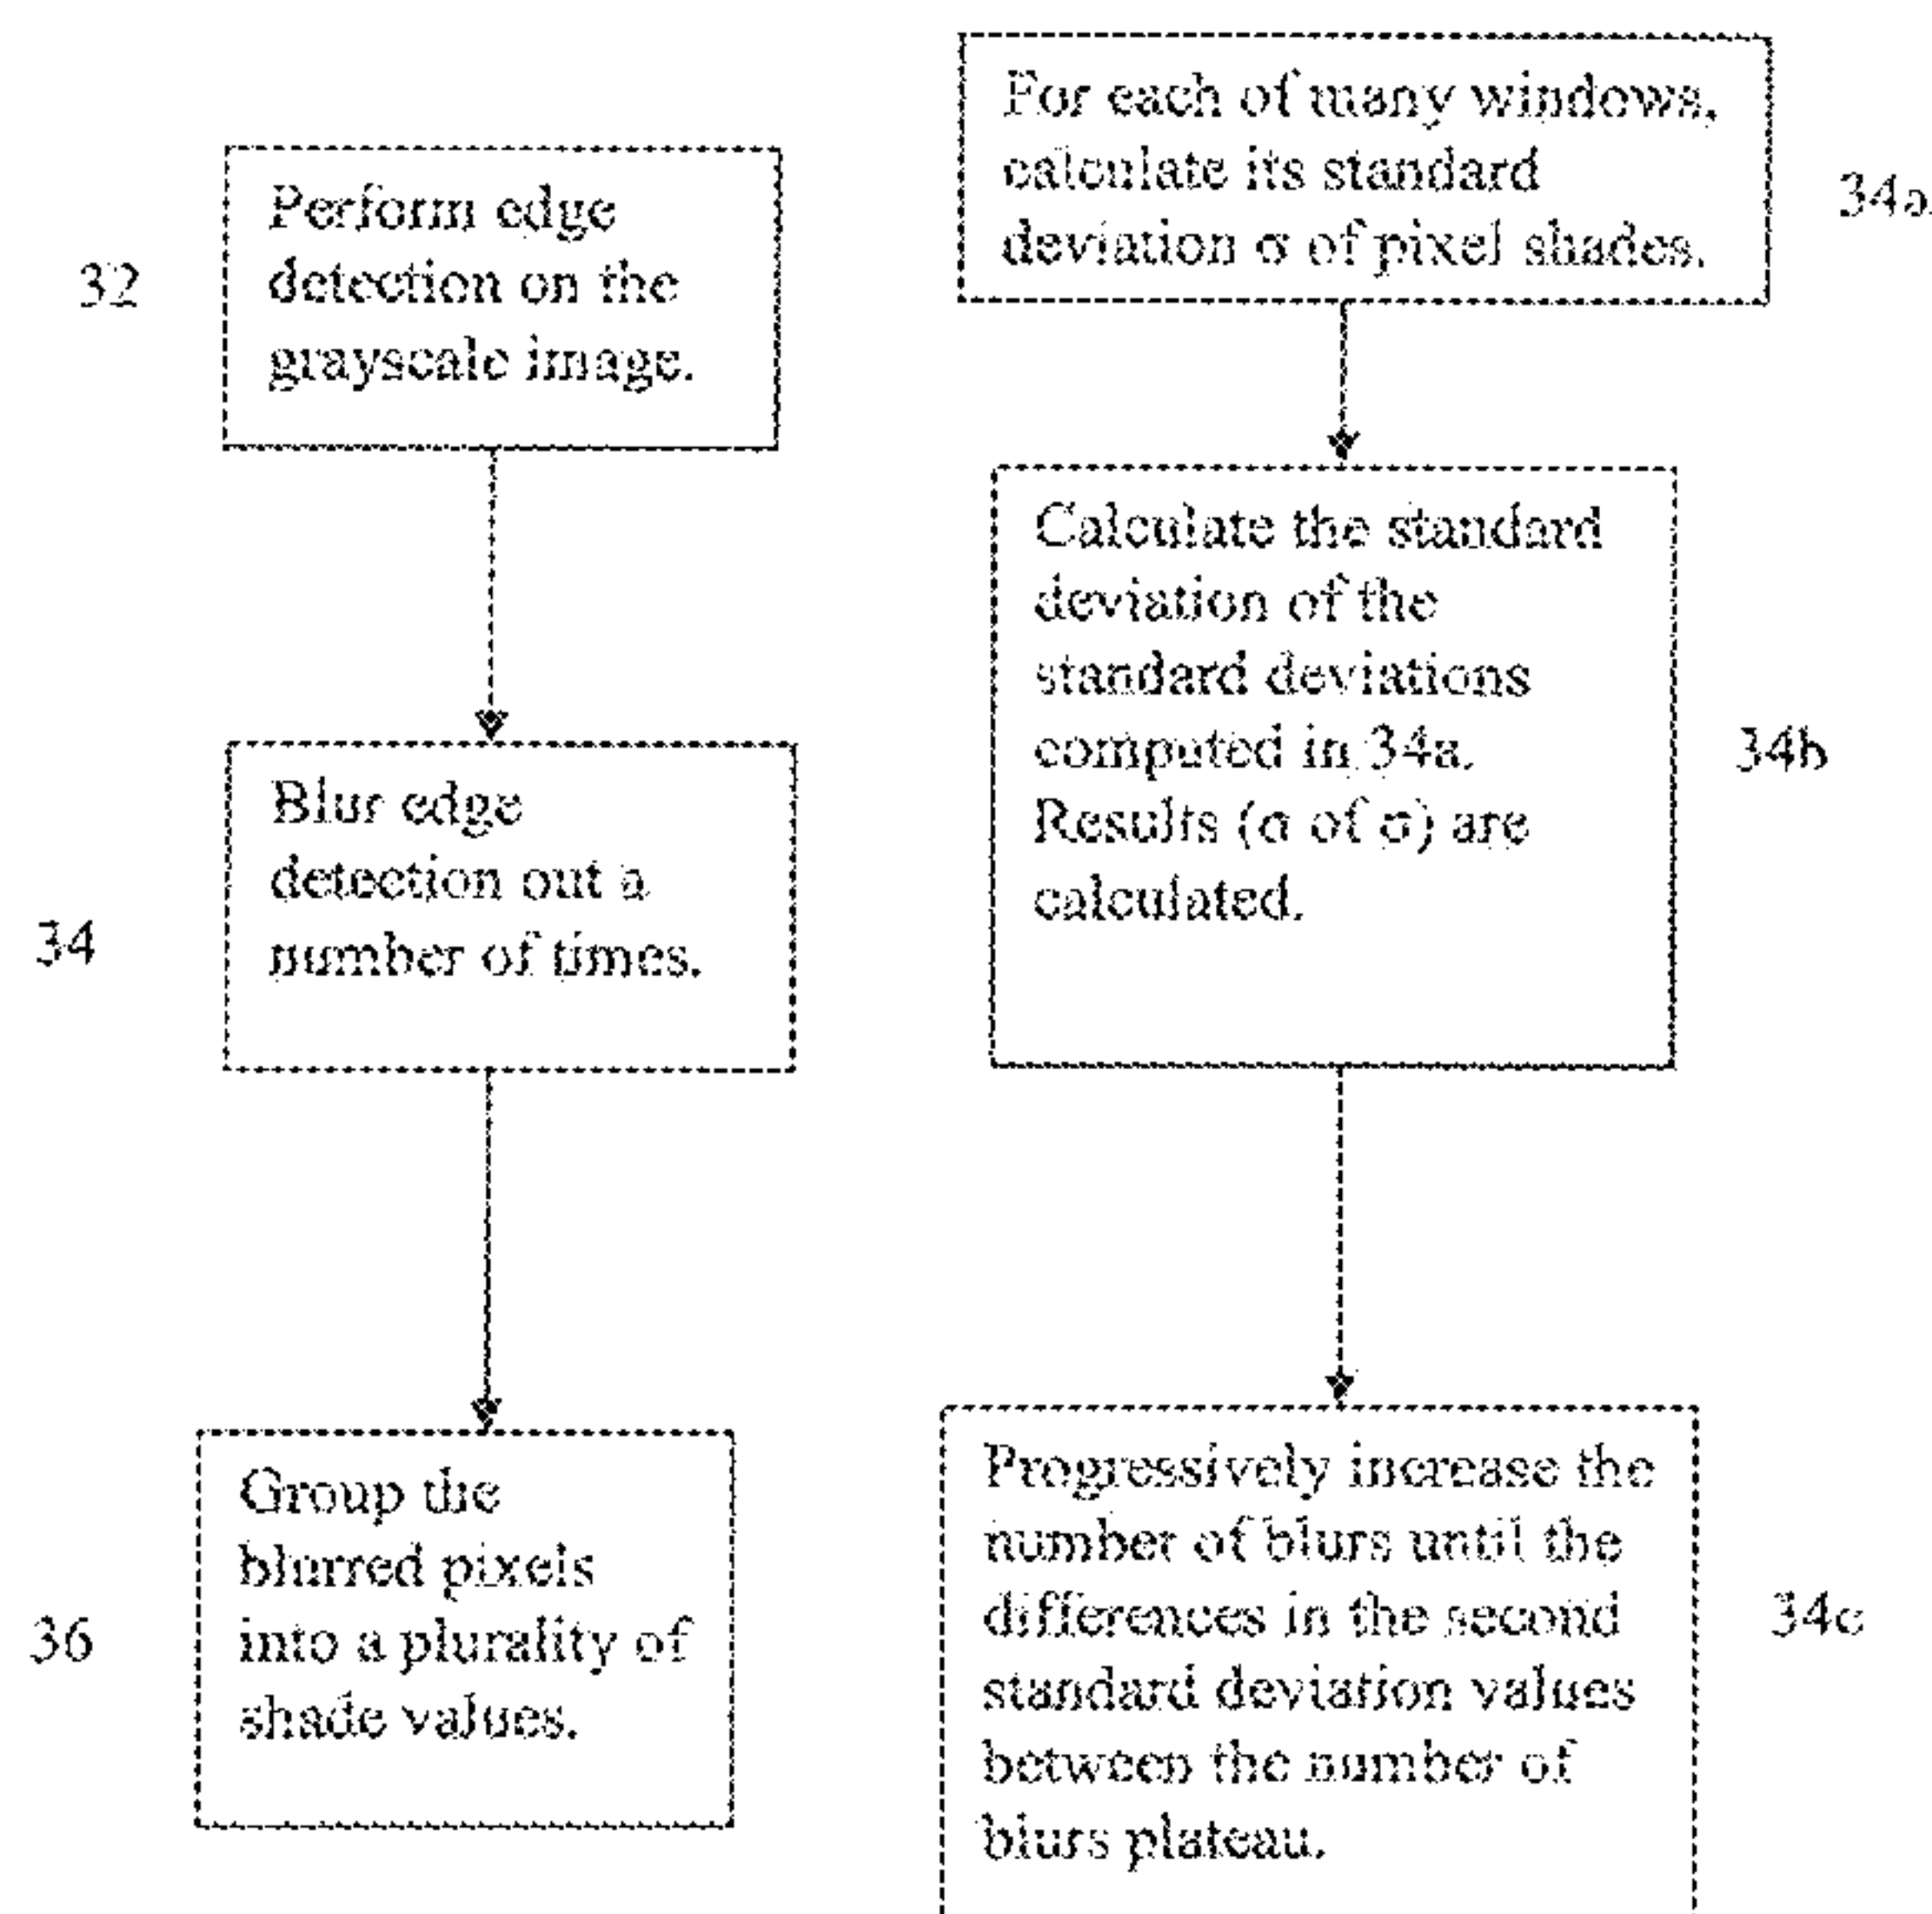 32
Perform edge
detection on the
grayscale image.
34
Blur edge
detection out a
number of times.
36
Group the
blurred pixels
into a plurality of
shade values.
For each of many windows,
calculate its standard
deviation σ of pixel shades.
34a
Calculate the standard
deviation of the
standard deviations
computed in 34a.
Results (σ of σ) are
calculated.
34b
Progressively increase the
number of blurs until the
differences in the second
standard deviation values
between the number of
blurs plateau.
34c